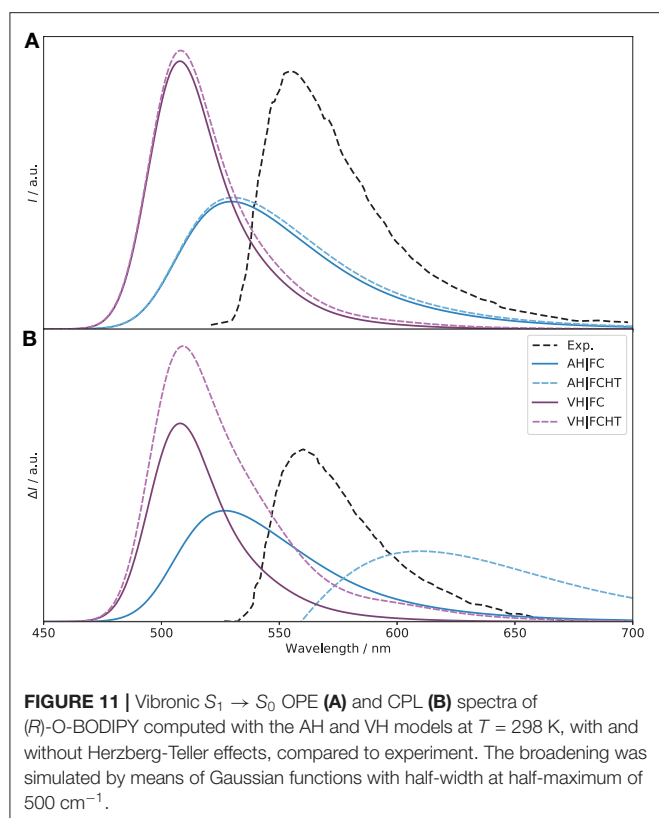 A
I / a.u.
B
Exp.
AH|FC
AH|FCHT
VH|FC
VH|FCHT
ΔI / a.u.
450 500 550 600 650 700
Wavelength / nm
FIGURE 11 | Vibronic S₁ → S₀ OPE (A) and CPL (B) spectra of
(R)-O-BODIPY computed with the AH and VH models at T = 298 K, with and
without Herzberg-Teller effects, compared to experiment. The broadening was
simulated by means of Gaussian functions with half-width at half-maximum of
500 cm⁻¹.